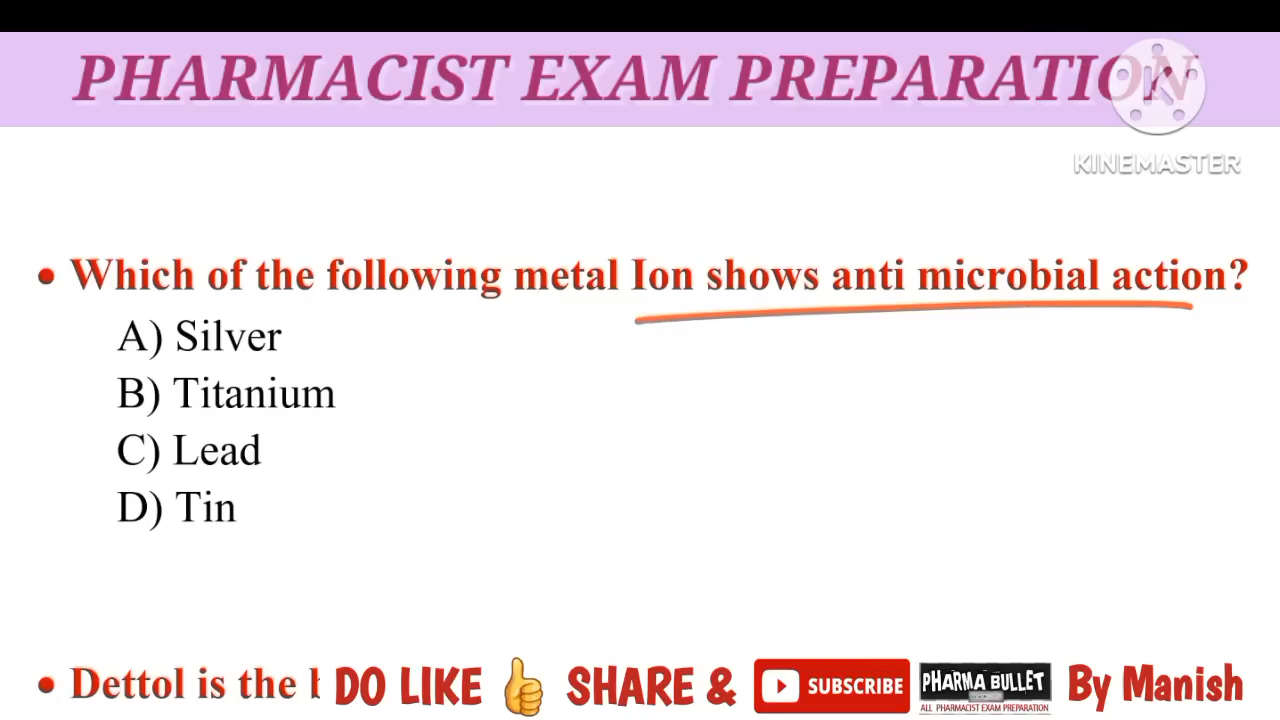 PHARMACIST EXAM PREPARATION
KINEMASTER
• Which of the following metal Ion shows anti microbial action?
A) Silver
B) Titanium
C) Lead
D) Tin
• Dettol is the
DO LIKE 👍 SHARE & SUBSCRIBE PHARMA BULLET By Manish
ALL PHARMACIST EXAM PREPARATION